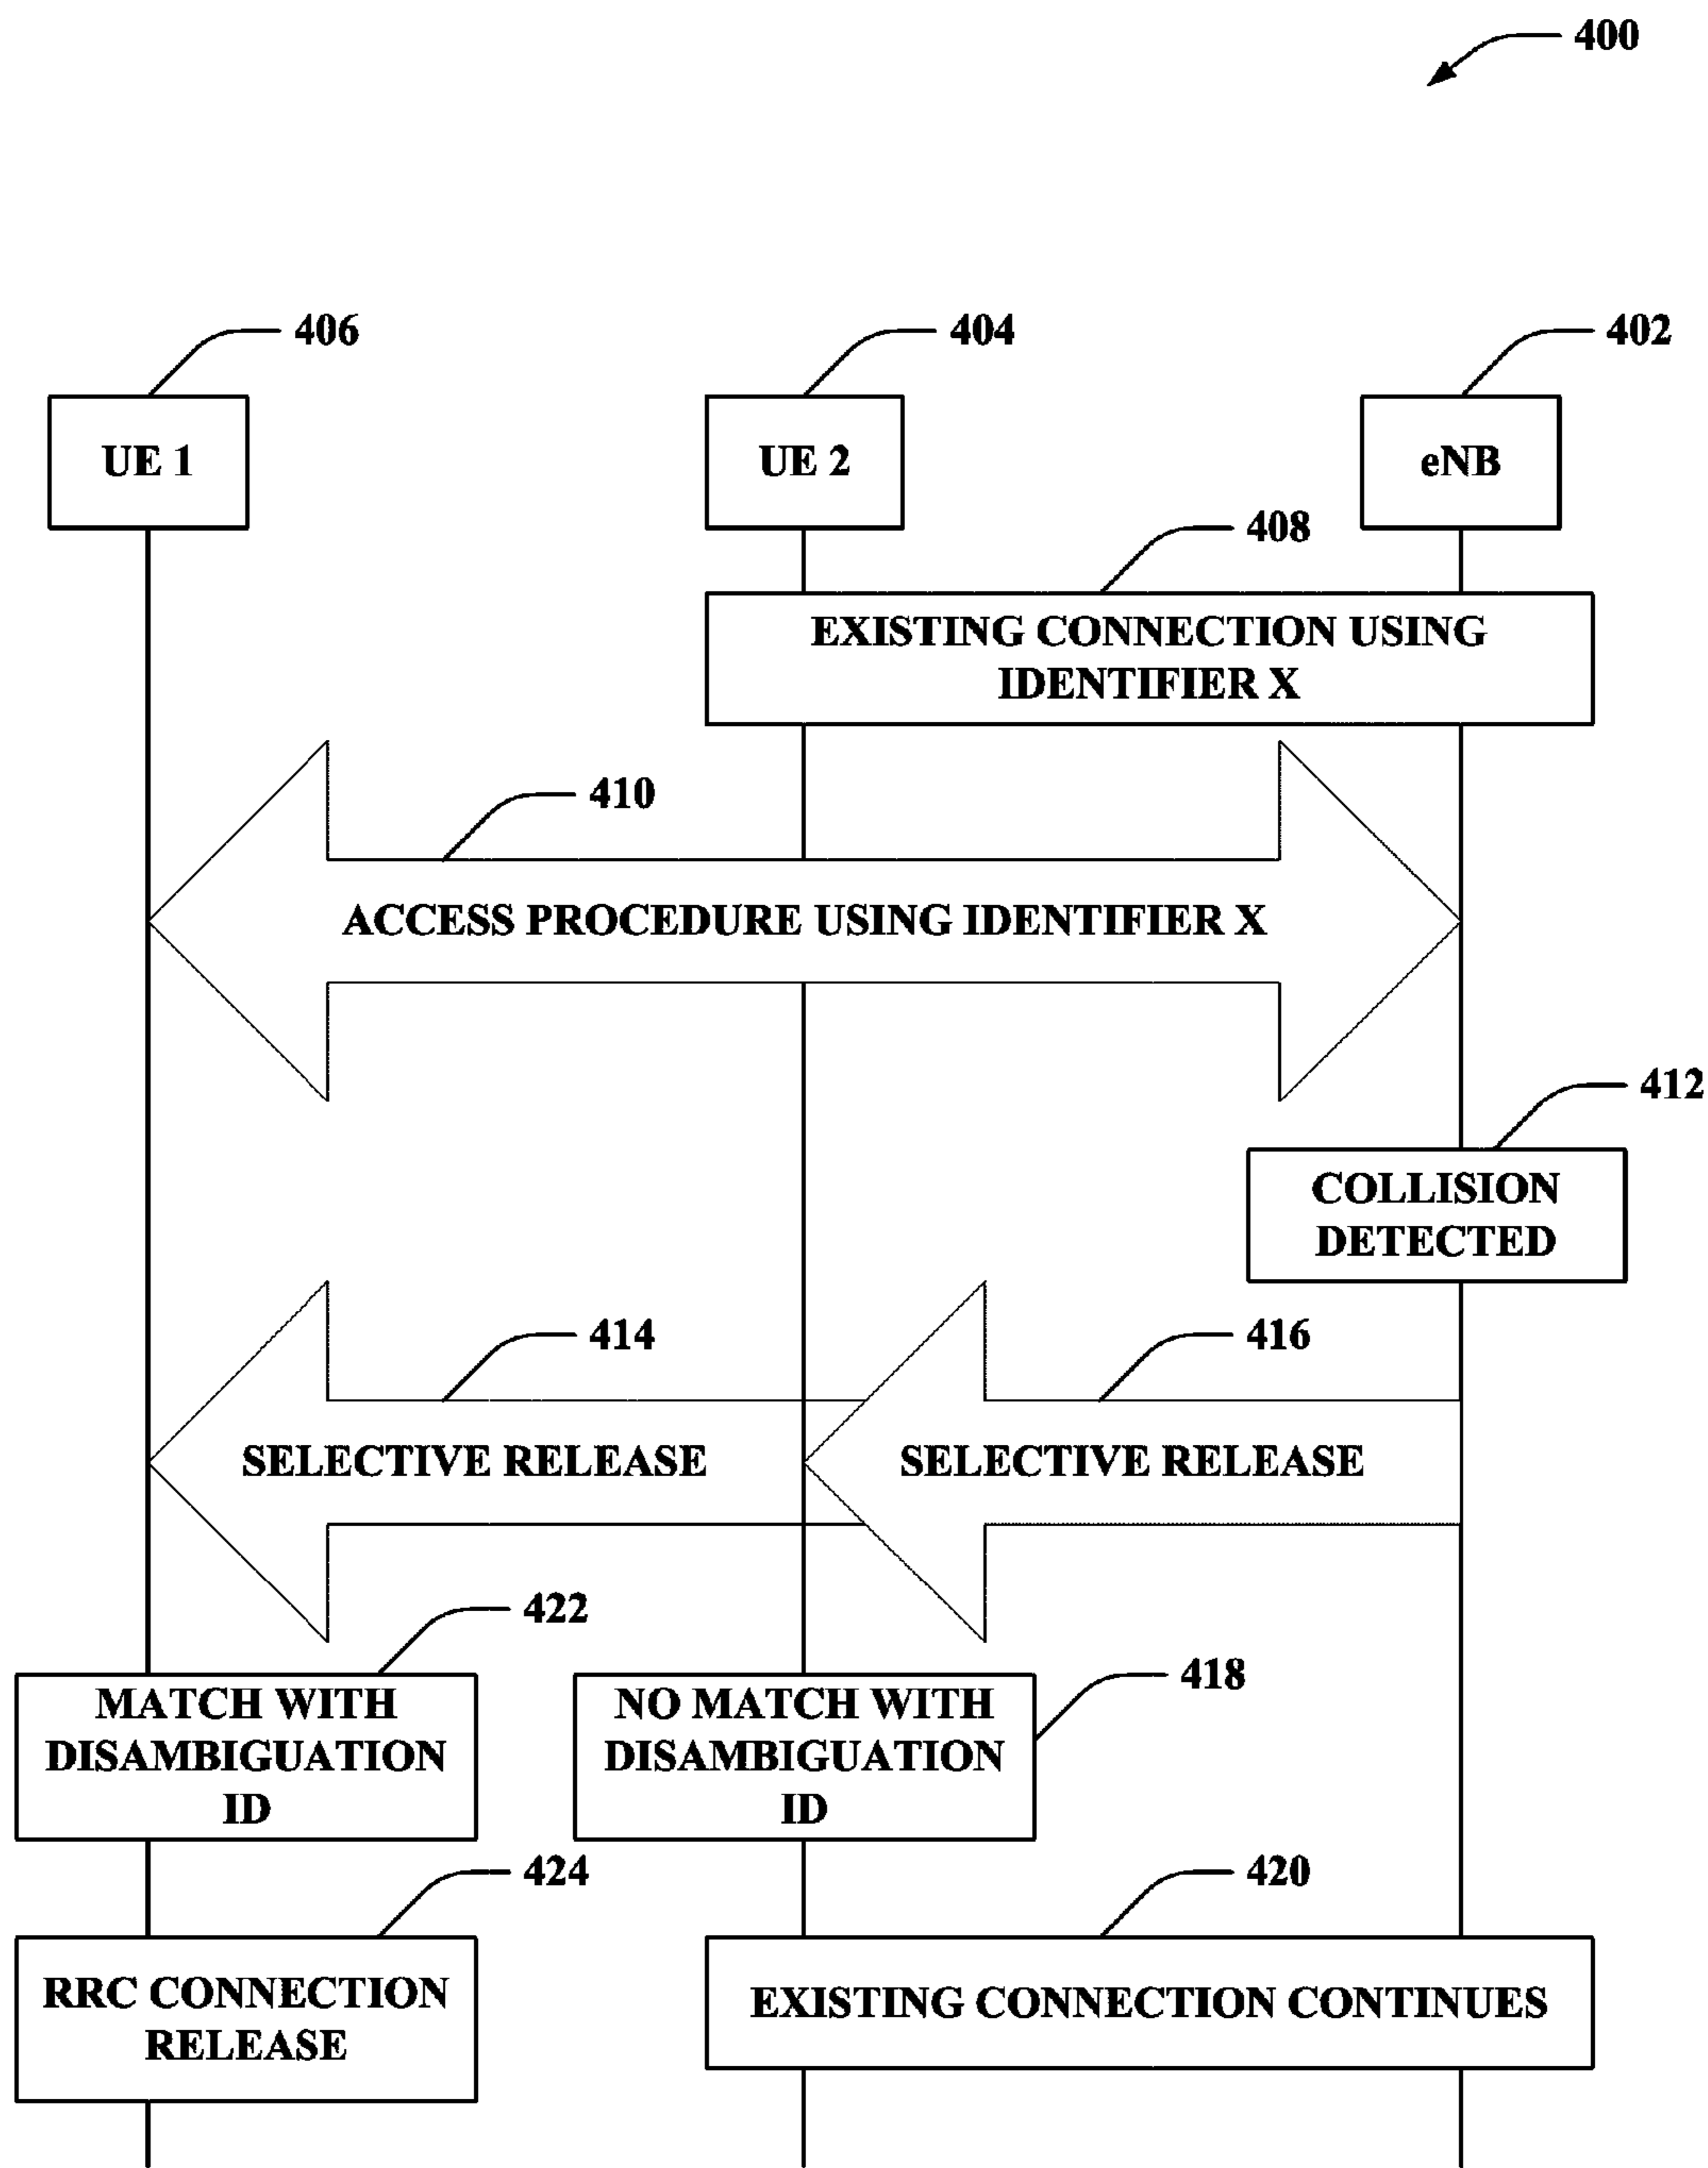 400
406
404
402
UE 1
UE 2
eNB
408
EXISTING CONNECTION USING
IDENTIFIER X
410
ACCESS PROCEDURE USING IDENTIFIER X
412
COLLISION
DETECTED
414
416
SELECTIVE RELEASE
SELECTIVE RELEASE
422
418
MATCH WITH
DISAMBIGUATION
ID
NO MATCH WITH
DISAMBIGUATION
ID
424
420
RRC CONNECTION
RELEASE
EXISTING CONNECTION CONTINUES